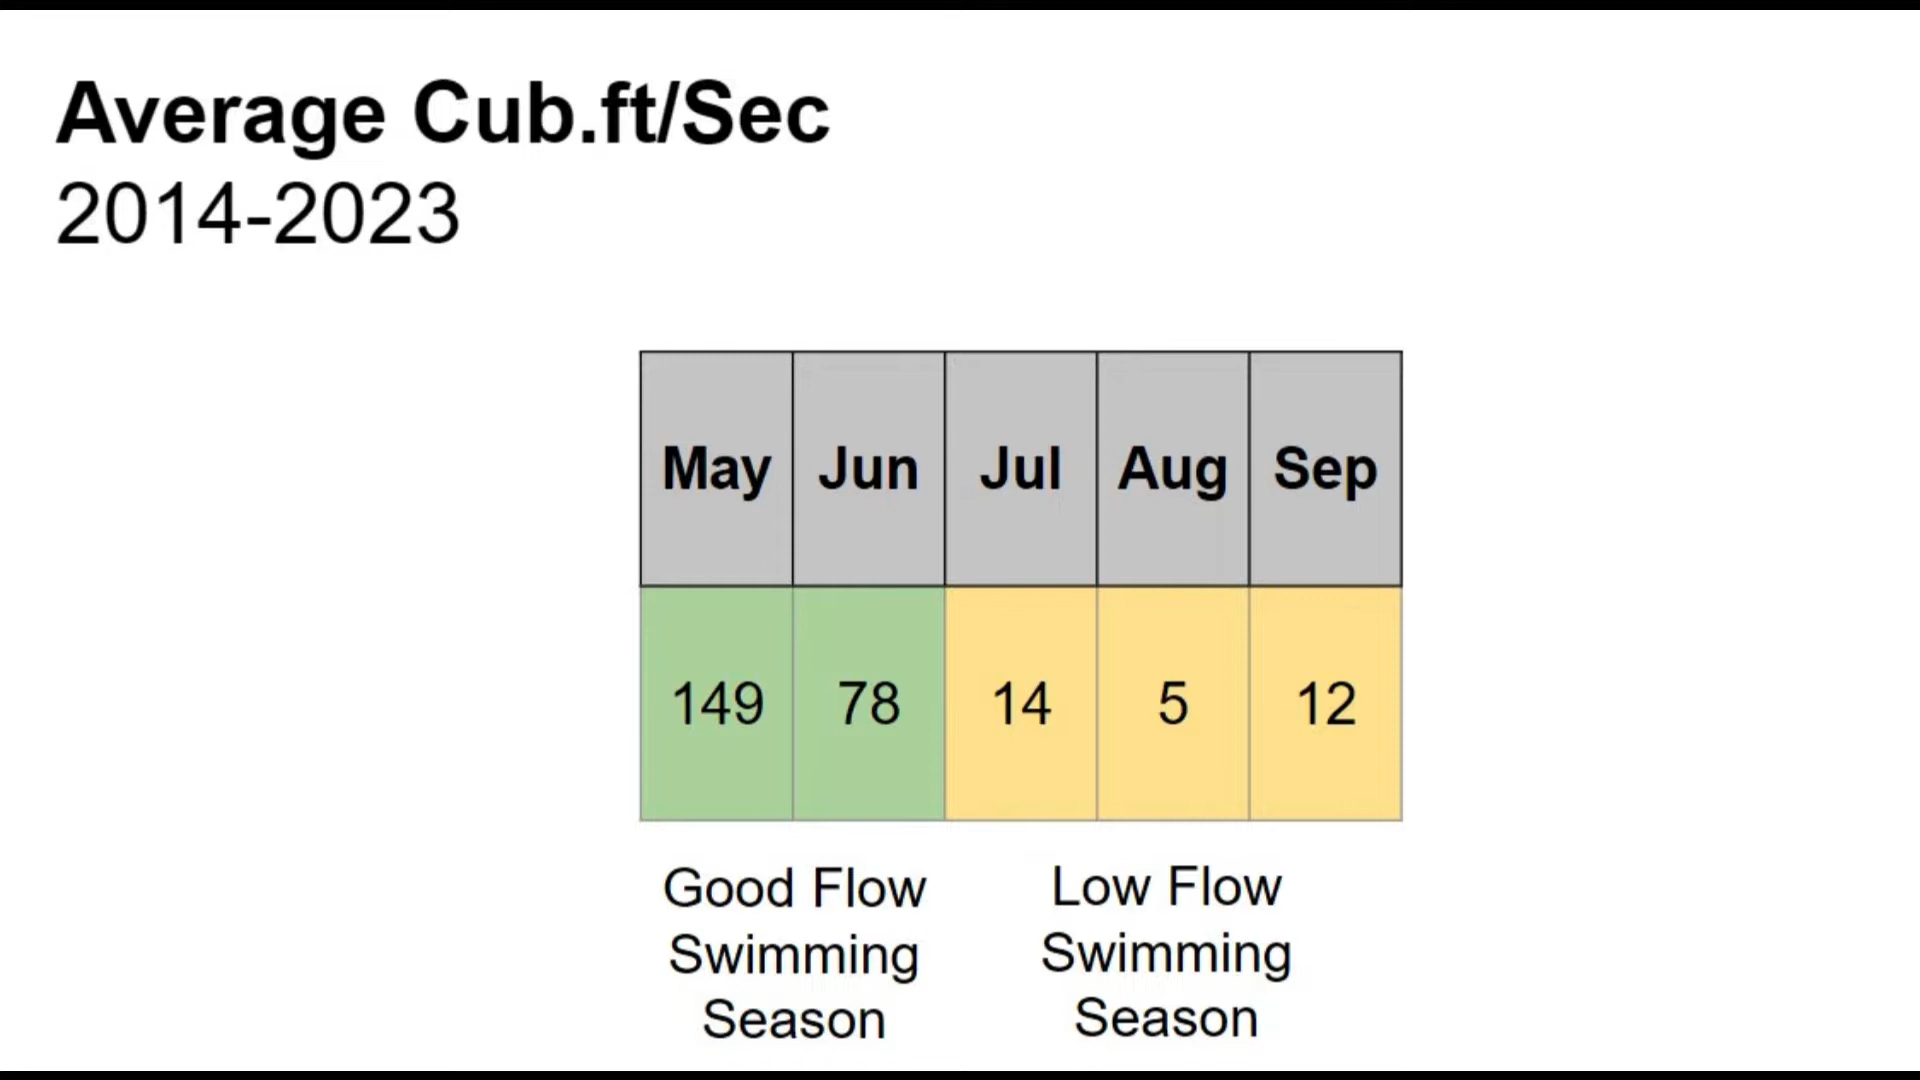 Average Cub.ft/Sec
2014-2023
May Jun Jul Aug Sep
149 78 14 5 12
Good Flow
Swimming
Season
Low Flow
Swimming
Season